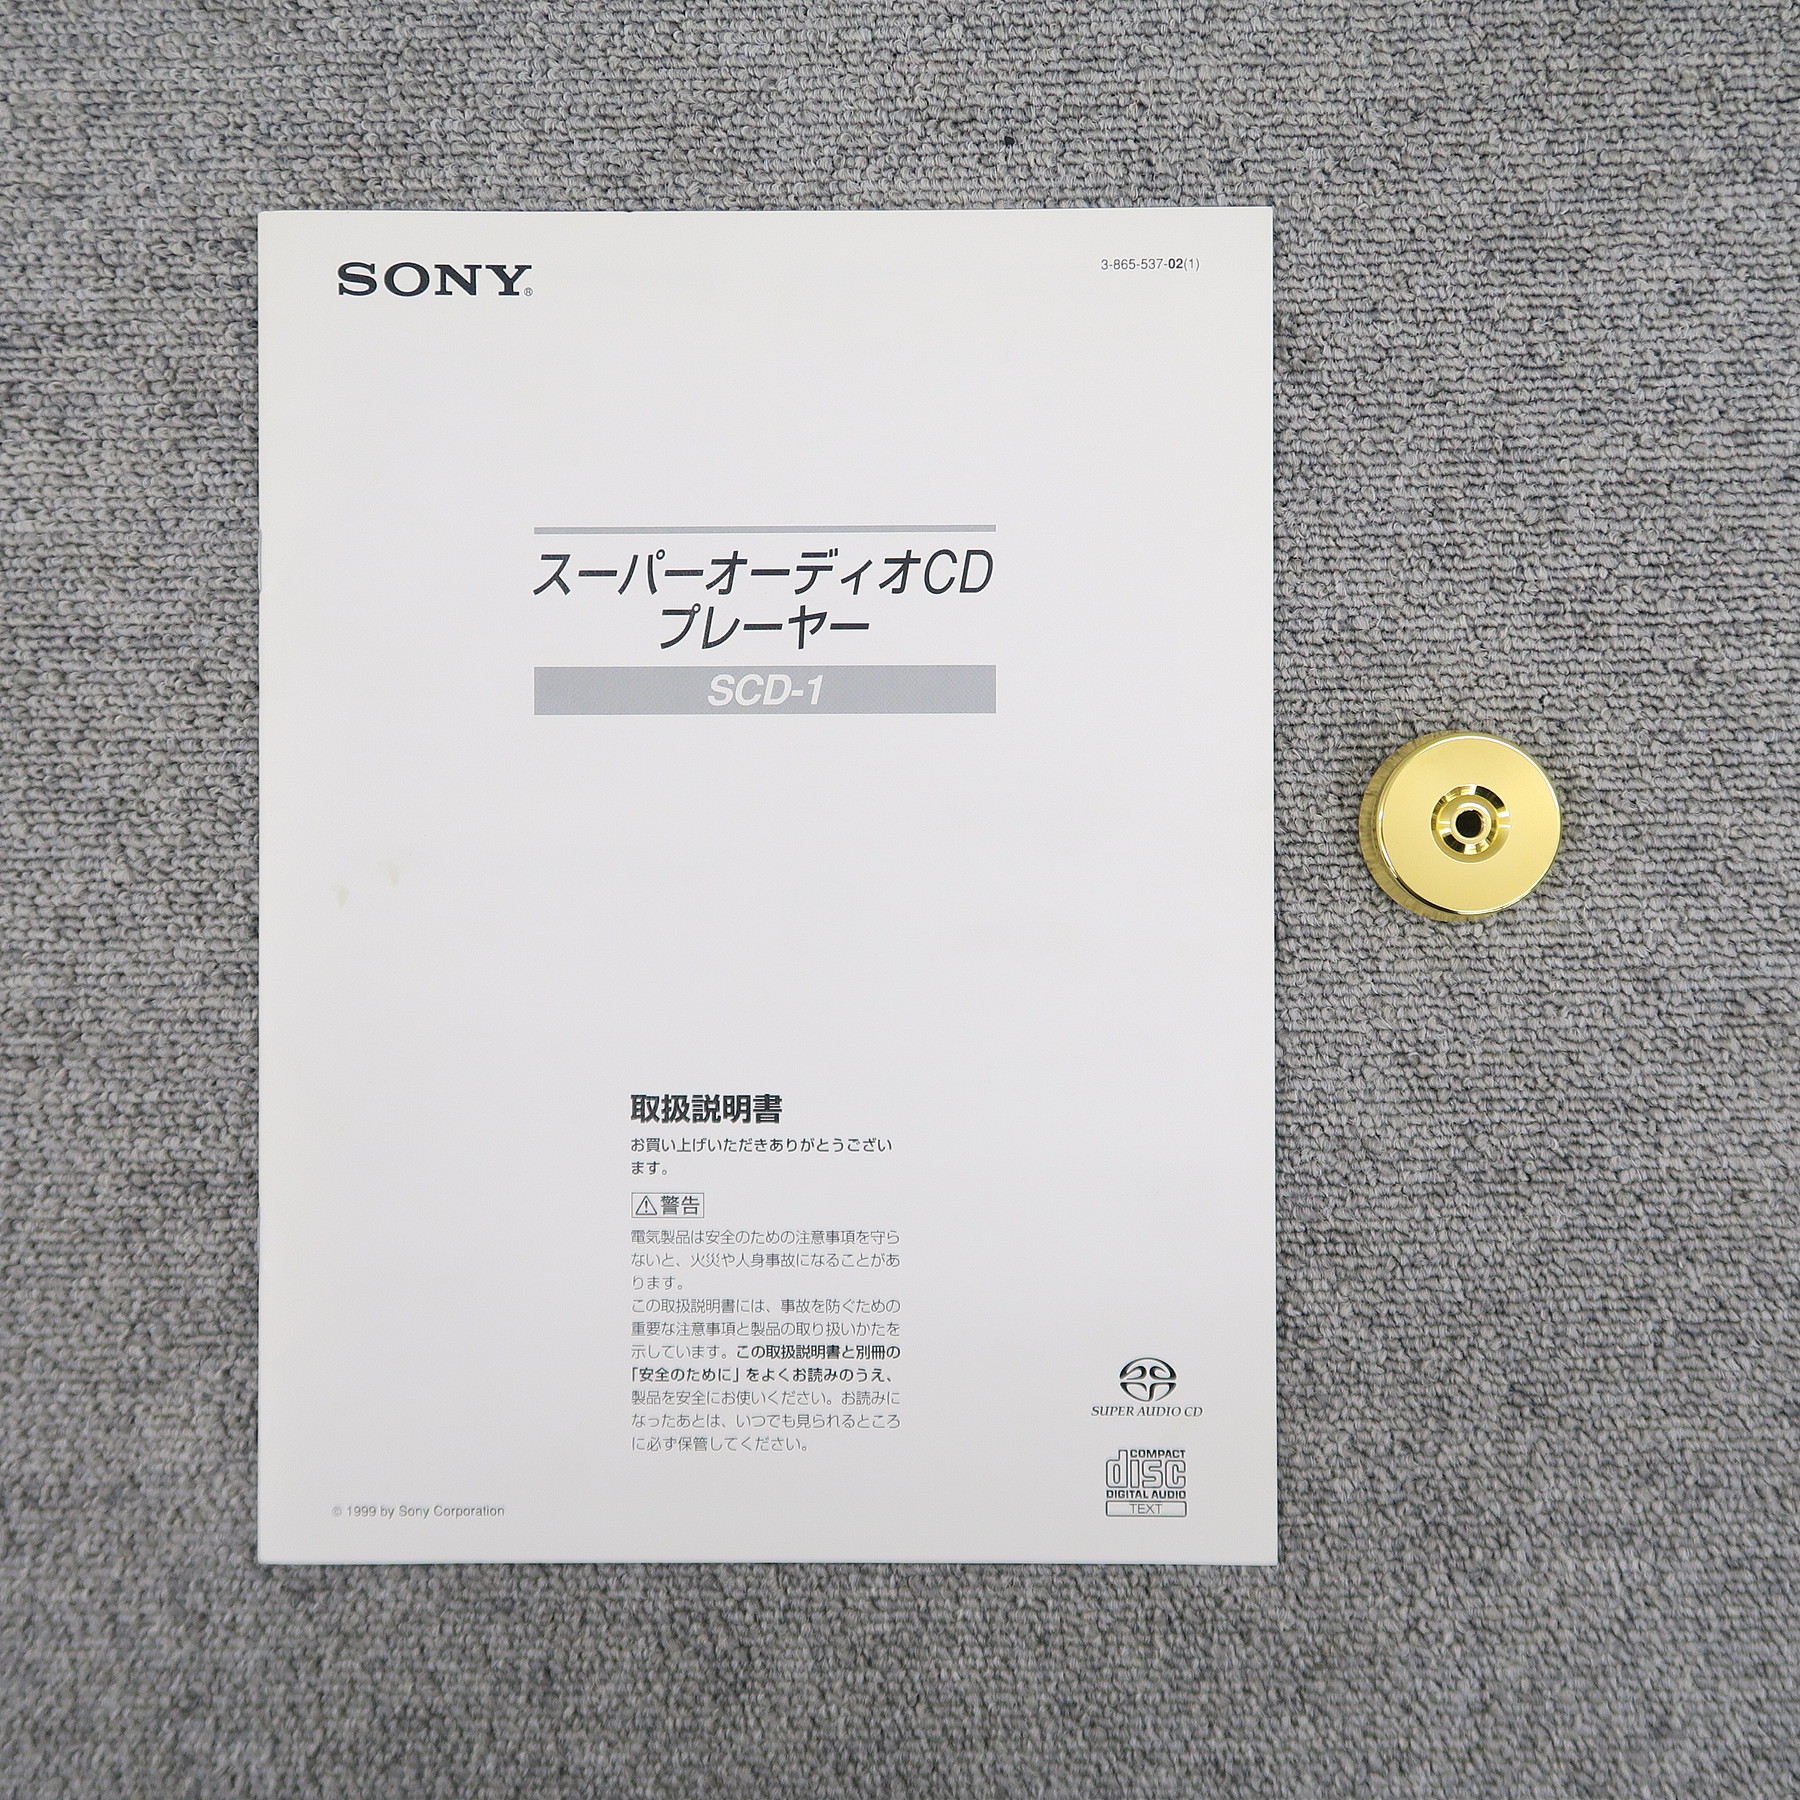 SONY®
3-865-537-02(1)
スーパーオーディオCD
プレーヤー
SCD-1
取扱説明書
お買い上げいただきありがとうござい
ます。
⚠警告
電気製品は安全のための注意事項を守ら
ないと、火災や人身事故になることがあ
ります。
この取扱説明書には、事故を防ぐための
重要な注意事項と製品の取り扱いかたを
示しています。この取扱説明書と別冊の
「安全のために」をよくお読みのうえ、
製品を安全にお使いください。お読みに
なったあとは、いつでも見られるところ
に必ず保管してください。
SUPER AUDIO CD
COMPACT
disc
DIGITAL AUDIO
TEXT
© 1999 by Sony Corporation